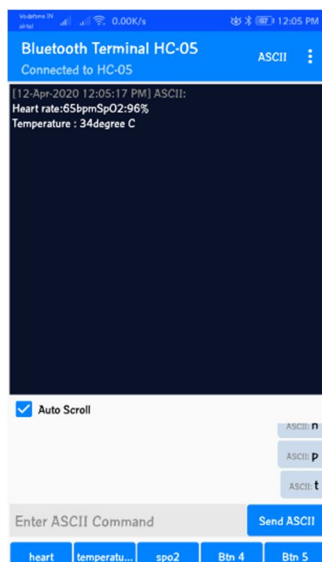 Vodafone IN
airtel
0.00K/s
67
12:05 PM
Bluetooth Terminal HC-05
Connected to HC-05
ASCII
[12-Apr-2020 12:05:17 PM] ASCII:
Heart rate:65bpmSpO2:96%
Temperature : 34degree C
Auto Scroll
ASCII: n
ASCII: p
ASCII: t
Enter ASCII Command
Send ASCII
heart
temperatu...
spo2
Btn 4
Btn 5